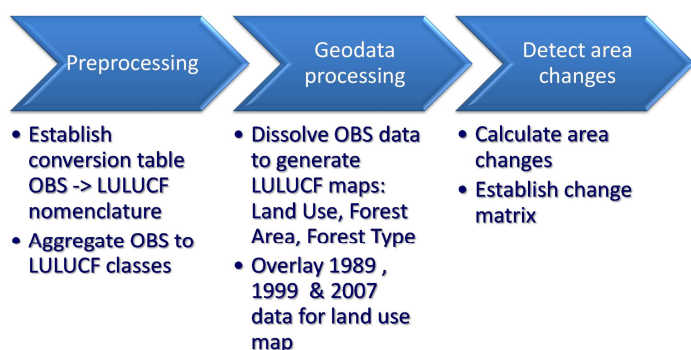 Preprocessing
• Establish
conversion table
OBS -> LULUCF
nomenclature
• Aggregate OBS to
LULUCF classes
Geodata
processing
• Dissolve OBS data
to generate
LULUCF maps:
Land Use, Forest
Area, Forest Type
• Overlay 1989 ,
1999 & 2007
data for land use
map
Detect area
changes
• Calculate area
changes
• Establish change
matrix